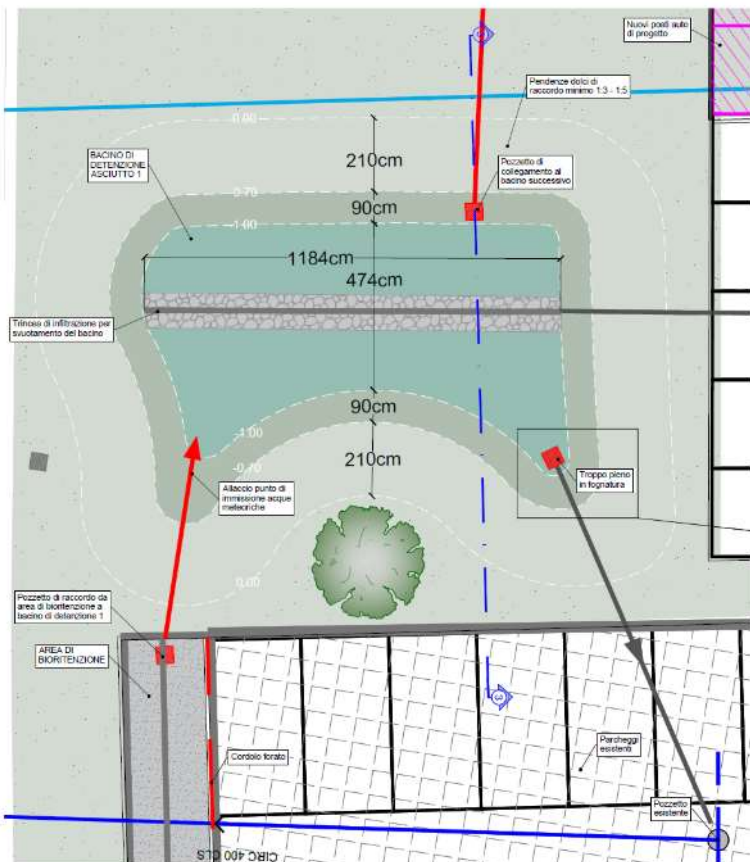 Nuovi posti auto
di progetto
Pendenze dolci di
raccordo minimo 1:3 - 1:5
0.00
BACINO DI
DETENZIONE
ASCIUTTO 1
210cm
Pozzetto di
collegamento al
bacino successivo
-0.70
90cm
-1.00
1184cm
474cm
Trincea di infiltrazione per
svuotamento del bacino
90cm
-1.00
210cm
-0.70
Troppo pieno
in fognatura
Allaccio punto di
immissione acque
meteoriche
0.00
Pozzetto di raccordo da
area di bioritenzione a
bacino di detenzione 1
AREA DI
BIORITENZIONE
3
Cordolo forato
Parcheggi
esistenti
Pozzetto
esistente
CIRC 400 CLS